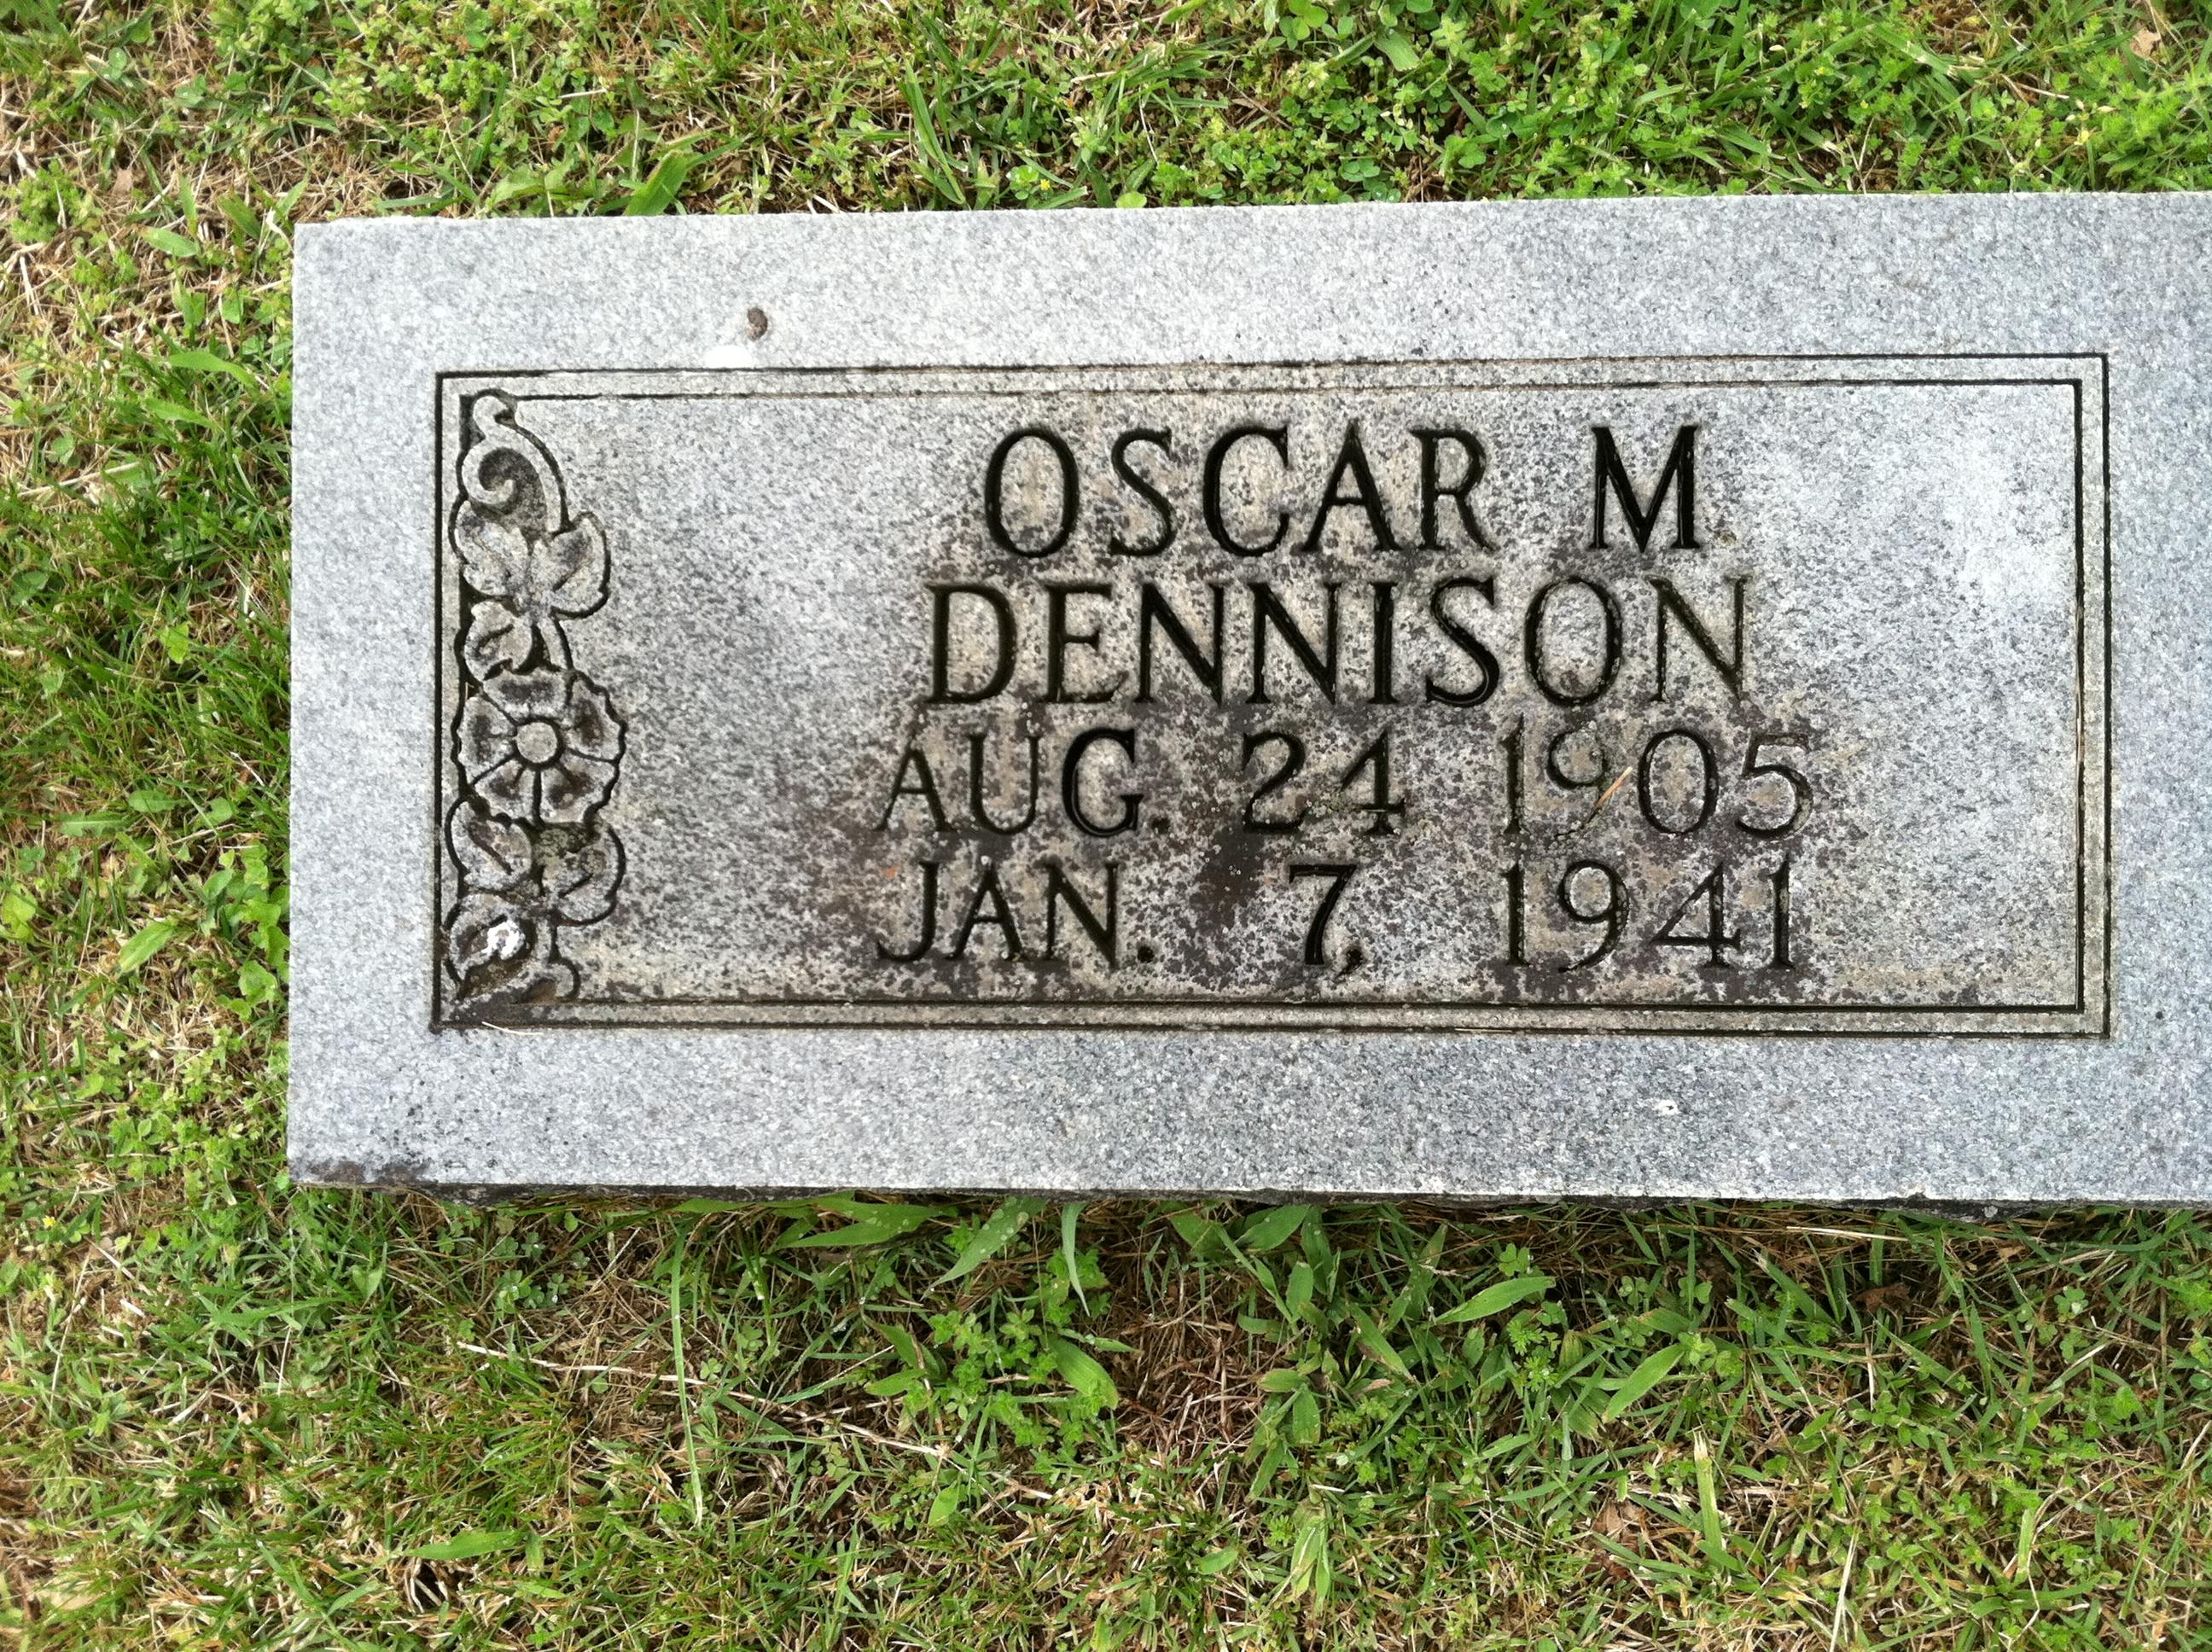 OSCAR M
DENNISON
AUG. 24 1905
JAN. 7, 1941